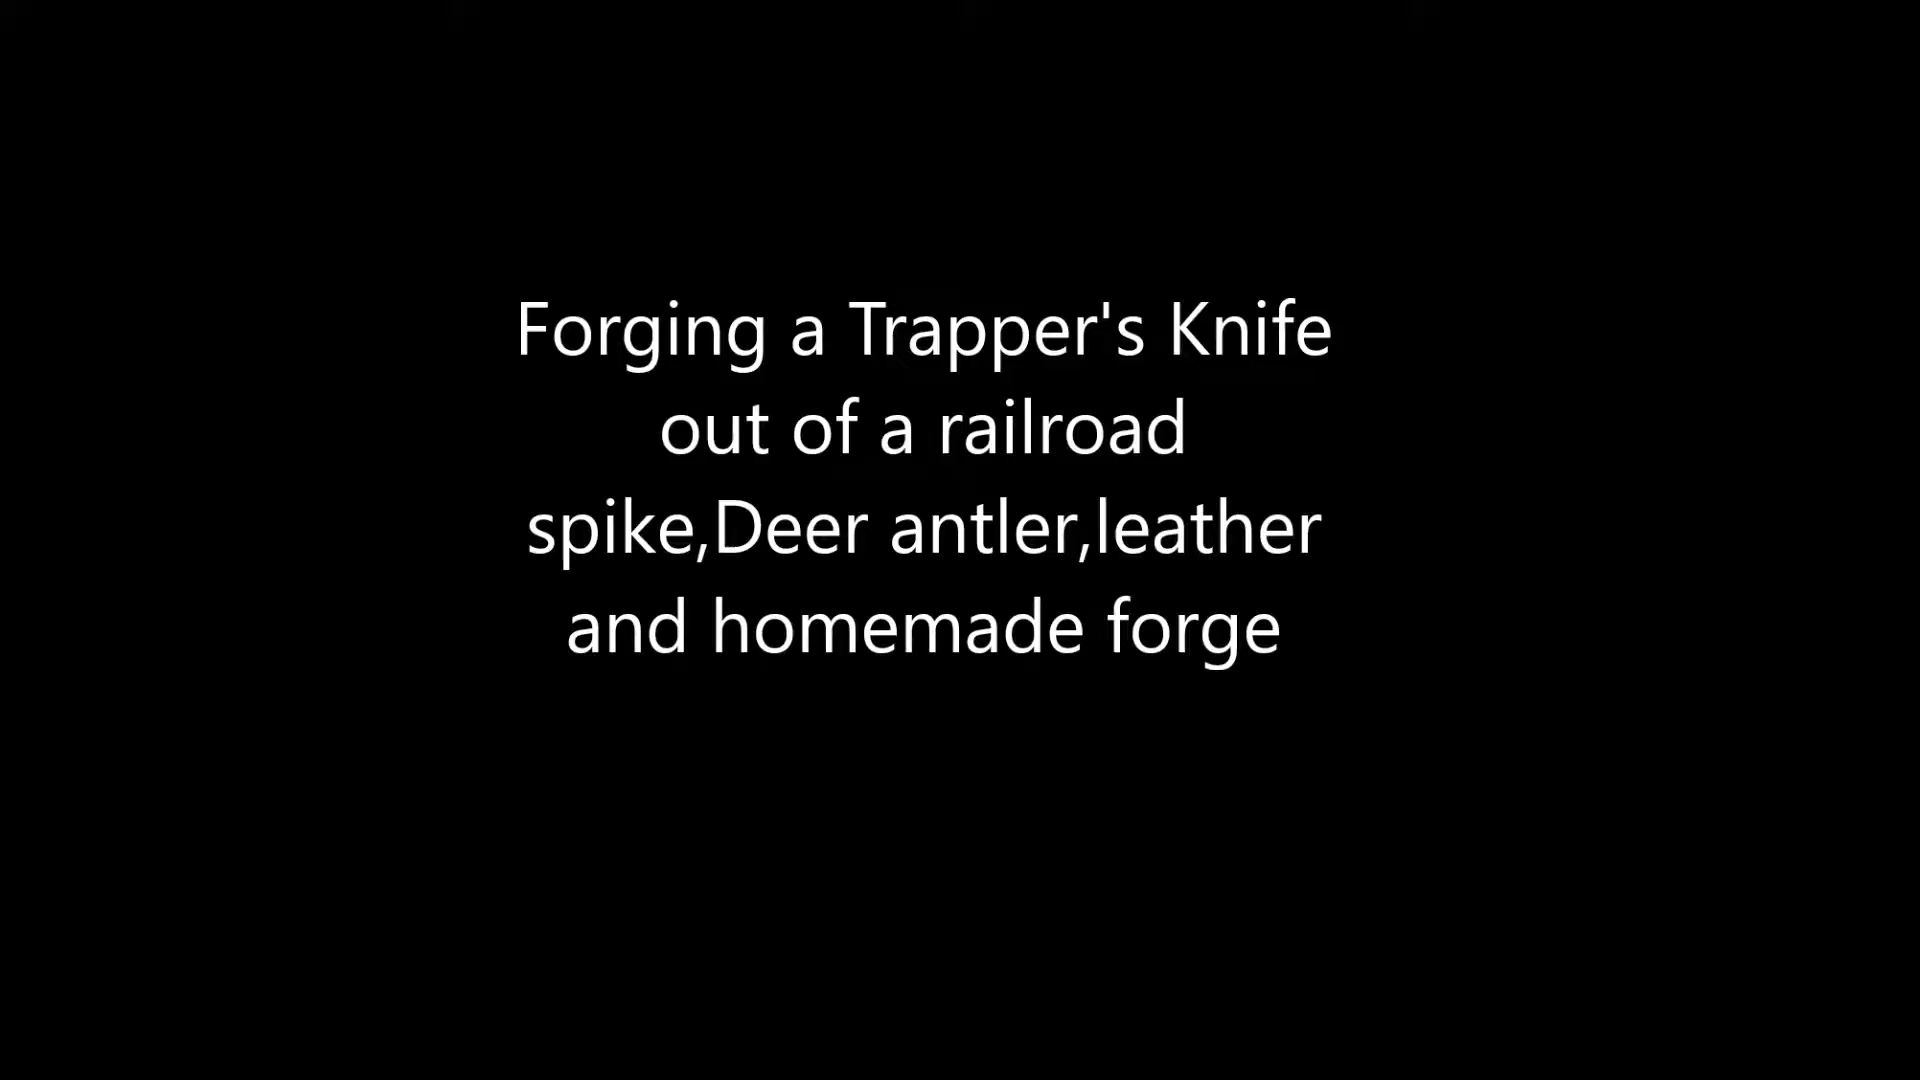 Forging a Trapper's Knife
out of a railroad
spike,Deer antler,leather
and homemade forge